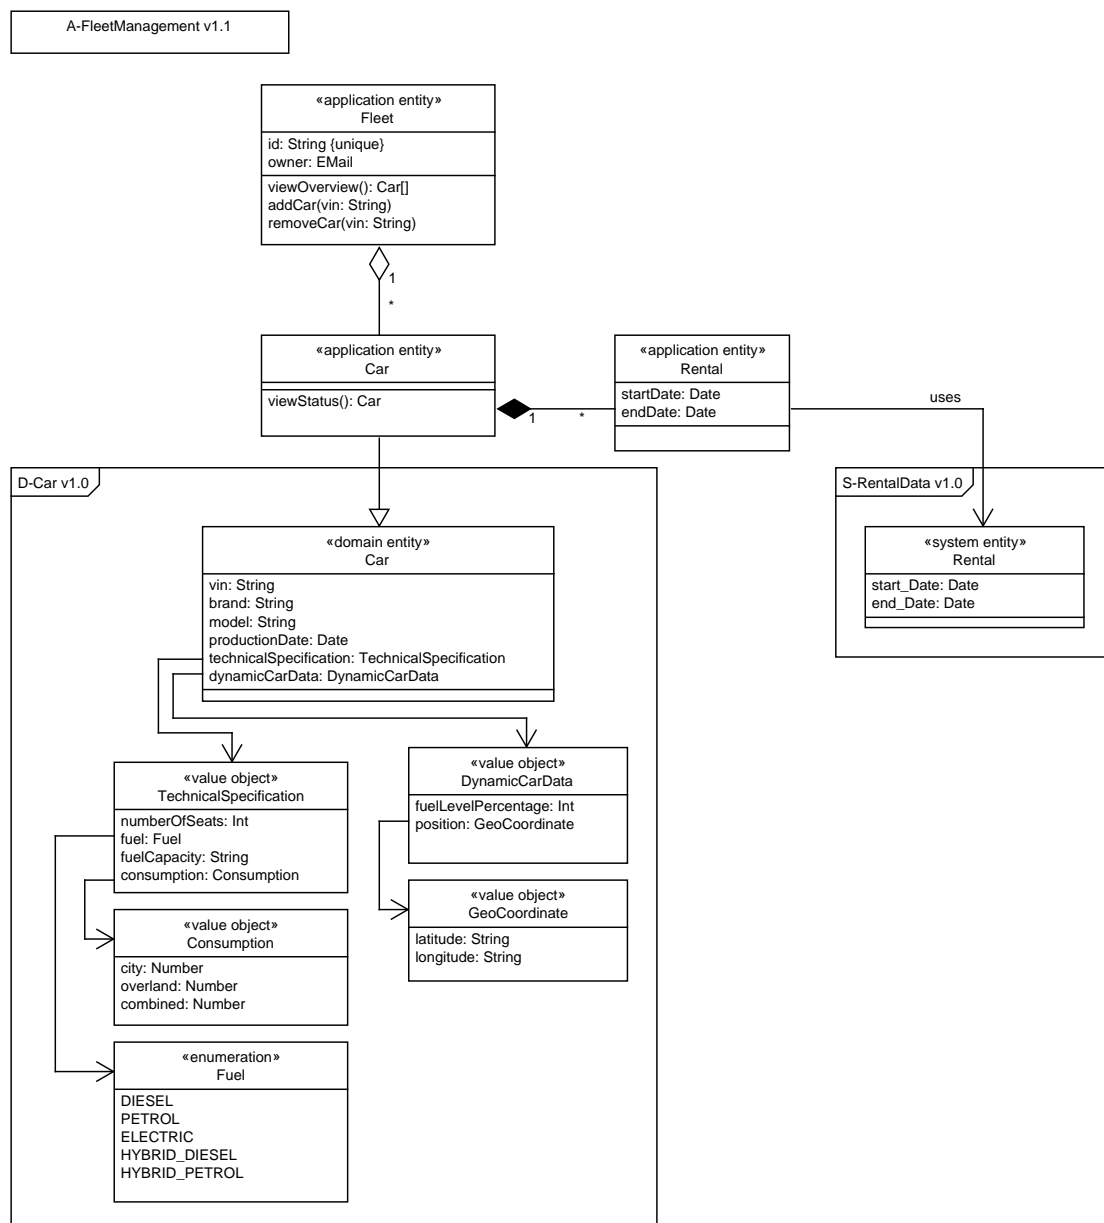 A-FleetManagement v1.1
«application entity»
Fleet
id: String {unique}
owner: EMail
viewOverview(): Car[]
addCar(vin: String)
removeCar(vin: String)
1
*
«application entity»
Car
viewStatus(): Car
1
*
«application entity»
Rental
startDate: Date
endDate: Date
uses
D-Car v1.0
«domain entity»
Car
vin: String
brand: String
model: String
productionDate: Date
technicalSpecification: TechnicalSpecification
dynamicCarData: DynamicCarData
S-RentalData v1.0
«system entity»
Rental
start_Date: Date
end_Date: Date
«value object»
TechnicalSpecification
numberOfSeats: Int
fuel: Fuel
fuelCapacity: String
consumption: Consumption
«value object»
DynamicCarData
fuelLevelPercentage: Int
position: GeoCoordinate
«value object»
GeoCoordinate
latitude: String
longitude: String
«value object»
Consumption
city: Number
overland: Number
combined: Number
«enumeration»
Fuel
DIESEL
PETROL
ELECTRIC
HYBRID_DIESEL
HYBRID_PETROL